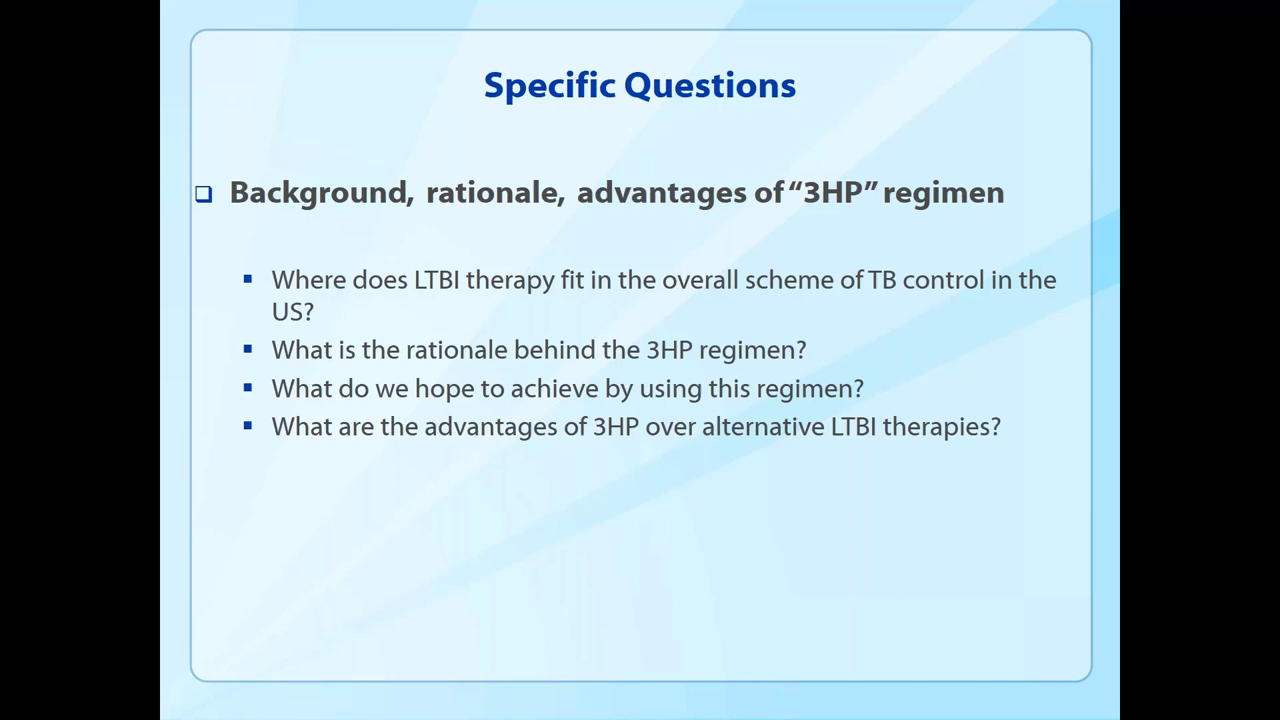 Specific Questions
Background, rationale, advantages of “3HP” regimen
Where does LTBI therapy fit in the overall scheme of TB control in the
US?
What is the rationale behind the 3HP regimen?
What do we hope to achieve by using this regimen?
What are the advantages of 3HP over alternative LTBI therapies?